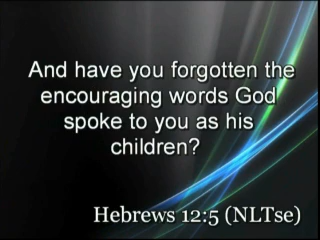 And have you forgotten the
encouraging words God
spoke to you as his
children?
Hebrews 12:5 (NLTse)